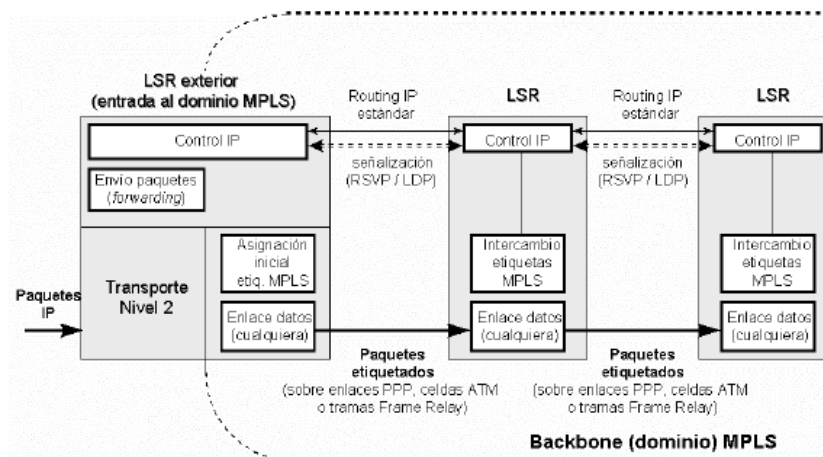 LSR exterior
(entrada al dominio MPLS)
Routing IP
estándar
LSR
Routing IP
estándar
LSR
Control IP
Control IP
Control IP
señalización
(RSVP / LDP)
señalización
(RSVP / LDP)
Envío paquetes
(forwarding)
Asignación
inicial
etiq. MPLS
Intercambio
etiquetas
MPLS
Intercambio
etiquetas
MPLS
Paquetes
IP
Transporte
Nivel 2
Enlace datos
(cualquiera)
Enlace datos
(cualquiera)
Enlace datos
(cualquiera)
Paquetes
etiquetados
(sobre enlaces PPP, celdas ATM
o tramas Frame Relay)
Paquetes
etiquetados
(sobre enlaces PPP, celdas ATM
o tramas Frame Relay)
Backbone (dominio) MPLS